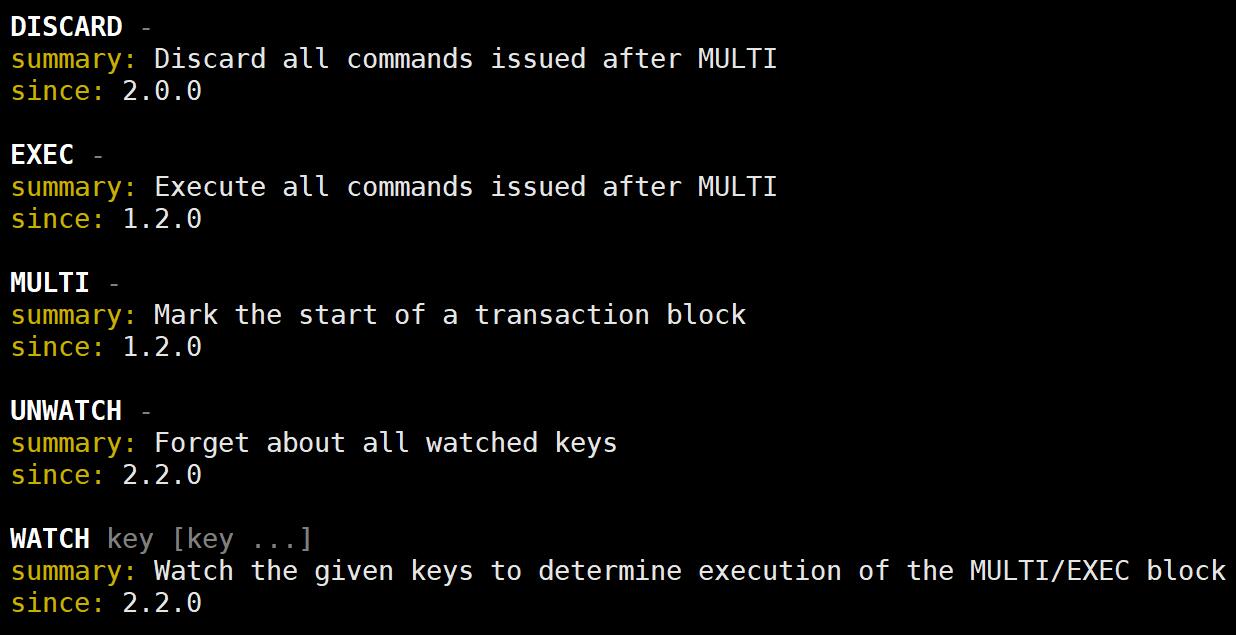 DISCARD -
summary: Discard all commands issued after MULTI
since: 2.0.0
EXEC -
summary: Execute all commands issued after MULTI
since: 1.2.0
MULTI -
summary: Mark the start of a transaction block
since: 1.2.0
UNWATCH -
summary: Forget about all watched keys
since: 2.2.0
WATCH key [key ...]
summary: Watch the given keys to determine execution of the MULTI/EXEC block
since: 2.2.0